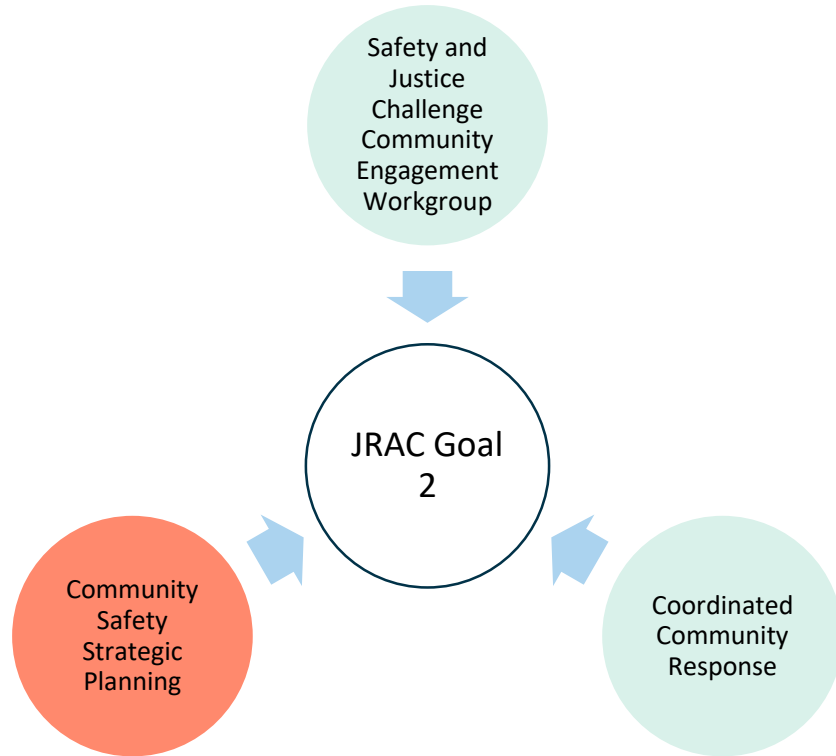 Safety and
Justice
Challenge
Community
Engagement
Workgroup
JRAC Goal
2
Community
Safety
Strategic
Planning
Coordinated
Community
Response